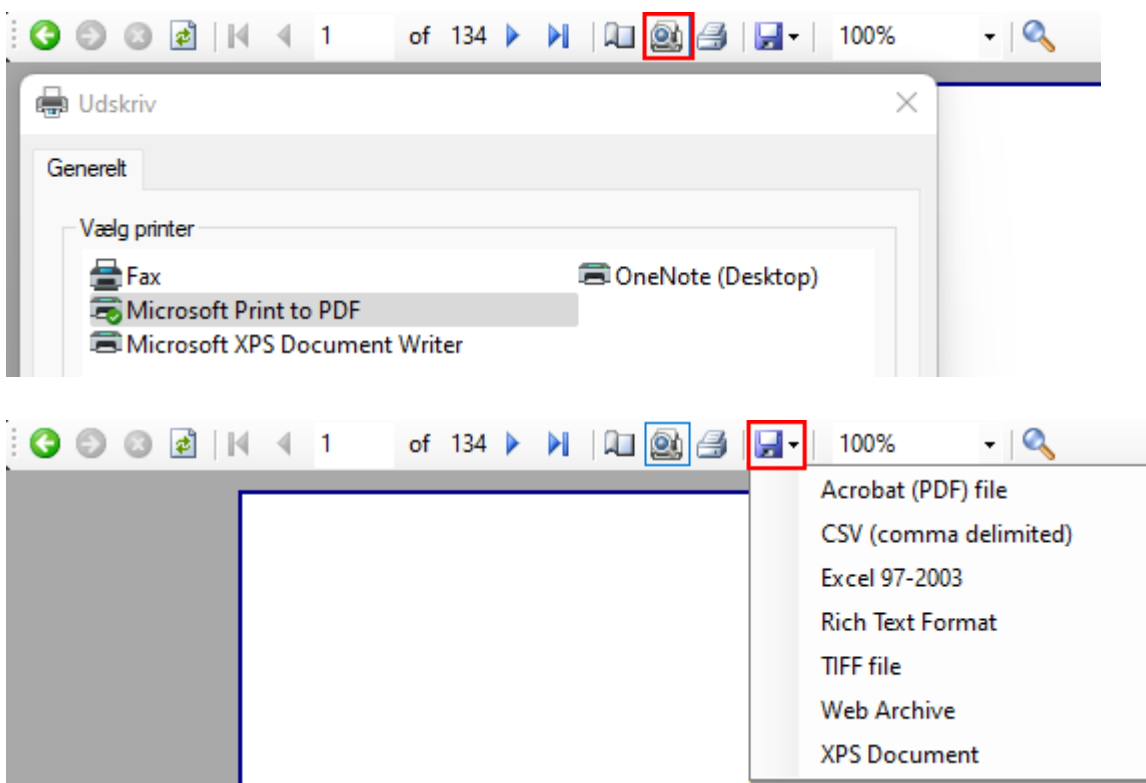 1 of 134 100%
Udskriv
Generelt
Vælg printer
Fax OneNote (Desktop)
Microsoft Print to PDF
Microsoft XPS Document Writer
1 of 134 100%
Acrobat (PDF) file
CSV (comma delimited)
Excel 97-2003
Rich Text Format
TIFF file
Web Archive
XPS Document